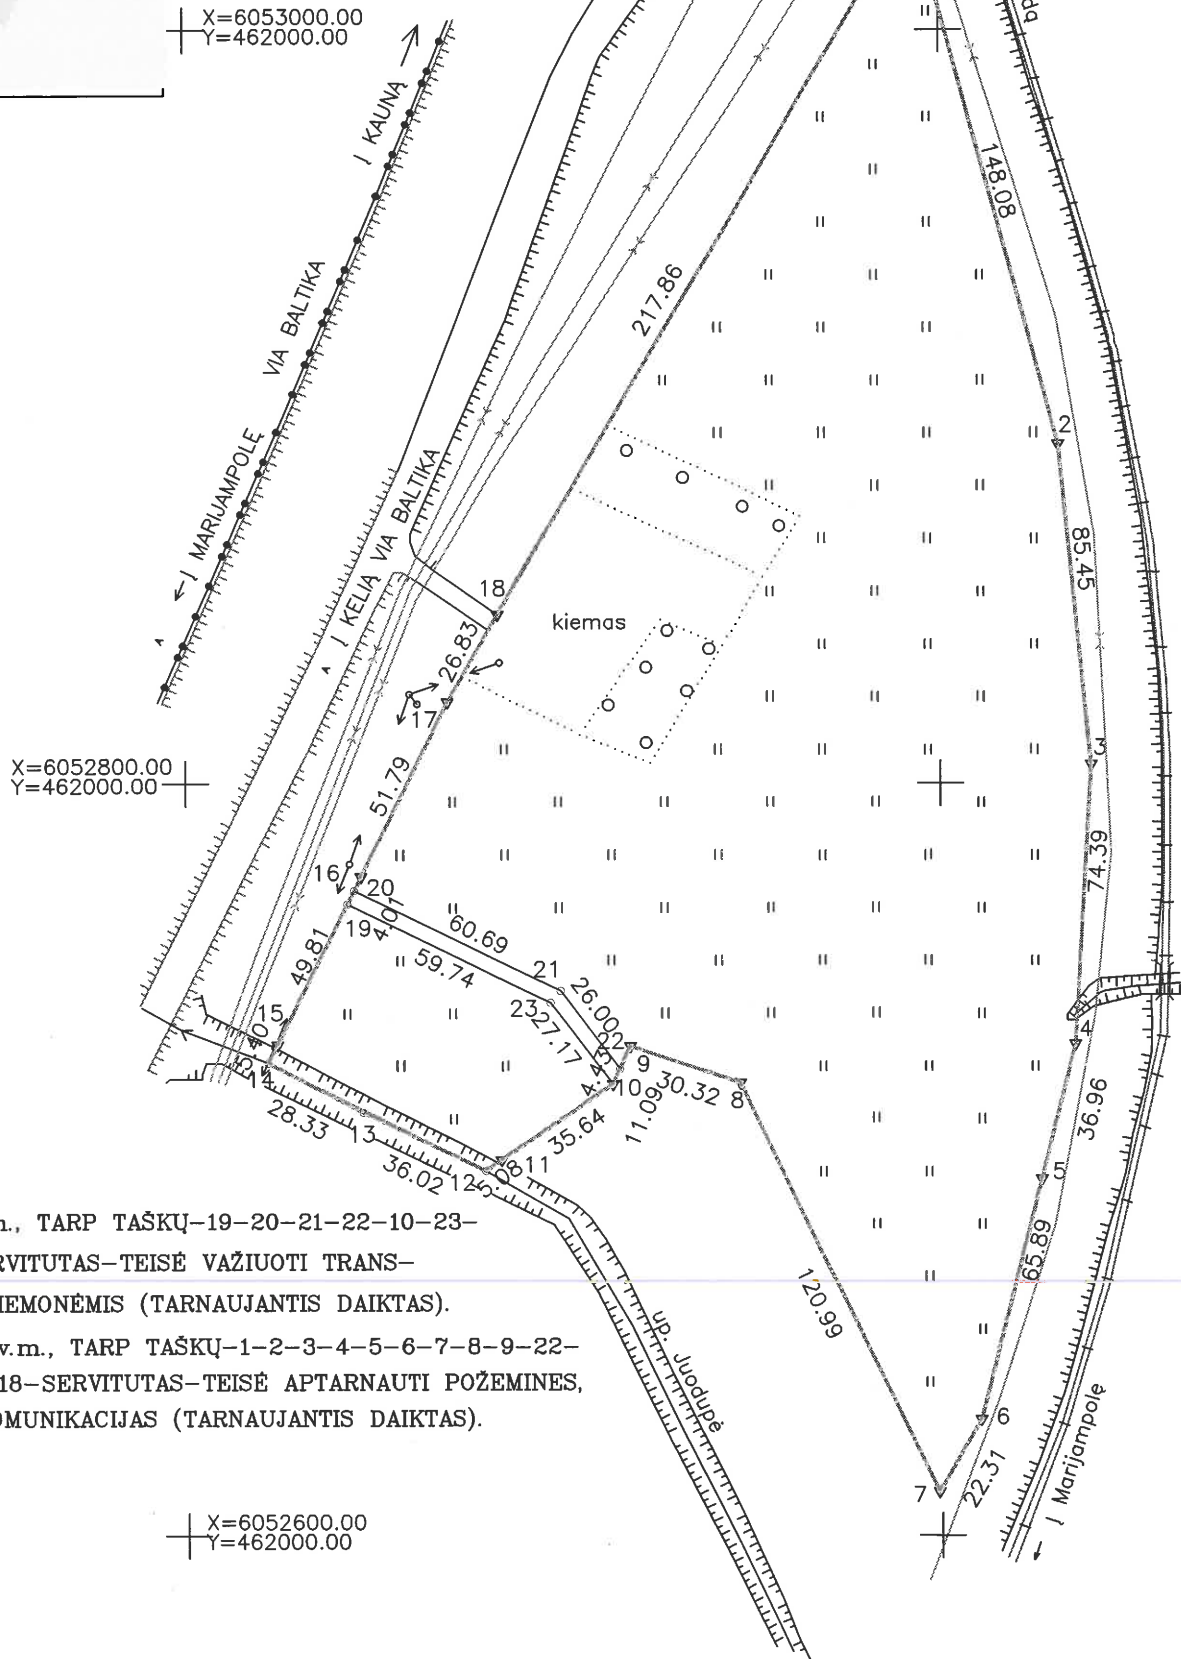 X=6053000.00
Y=462000.00
Į KAUNĄ
VIA BALTIKA
Į MARIJAMPOLĘ
Į KELIĄ VIA BALTIKA
217.86
148.08
2
85.45
18
kiemas
26.83
17
3
X=6052800.00
Y=462000.00
51.79
74.39
16
20
19
4.01
60.69
59.74
49.81
21
23
26.00
27.17
15
5.40
14
22
9
4.43
10
11.09
30.32
8
4
36.96
28.33
13
35.64
36.02
12
5.08
11
5
TARP TAŠKŲ-19-20-21-22-10-23-
RVITUTAS-TEISĖ VAŽIUOTI TRANS-
IEMONĖMIS (TARNAUJANTIS DAIKTAS).
v.m., TARP TAŠKŲ-1-2-3-4-5-6-7-8-9-22-
18-SERVITUTAS-TEISĖ APTARNAUTI POŽEMINES,
OMUNIKACIJAS (TARNAUJANTIS DAIKTAS).
65.89
120.99
up. Juodupė
6
7
22.31
Į Marijampolę
X=6052600.00
Y=462000.00